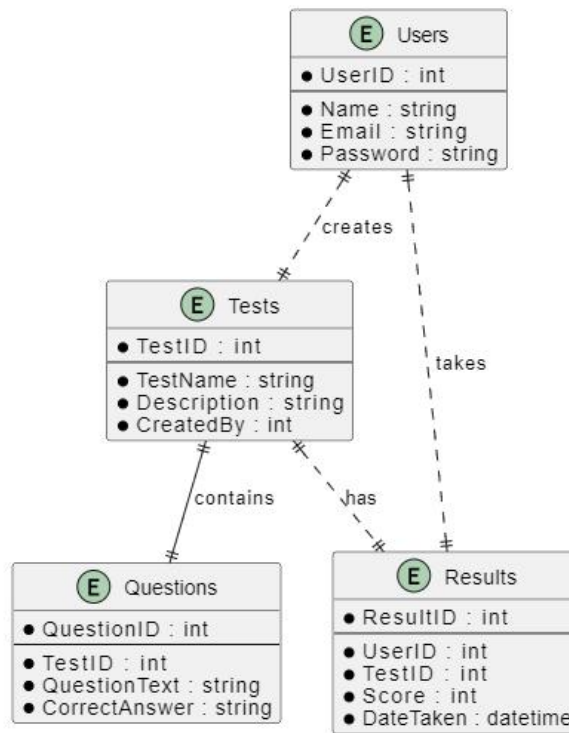 E Users
UserID : int
Name : string
Email : string
Password : string
creates
E Tests
TestID : int
TestName : string
Description : string
CreatedBy : int
takes
contains
has
E Questions
QuestionID : int
TestID : int
QuestionText : string
CorrectAnswer : string
E Results
ResultID : int
UserID : int
TestID : int
Score : int
DateTaken : datetime